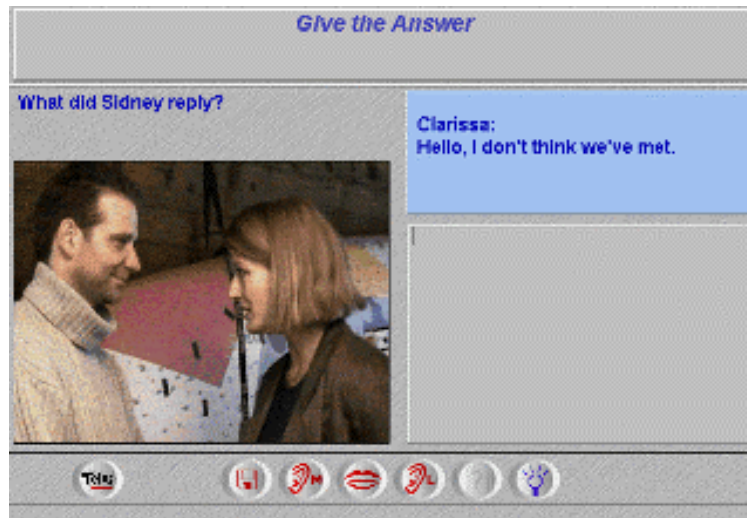 Give the Answer
What did Sidney reply?
Clarissa:
Hello, I don't think we've met.
M
L
?